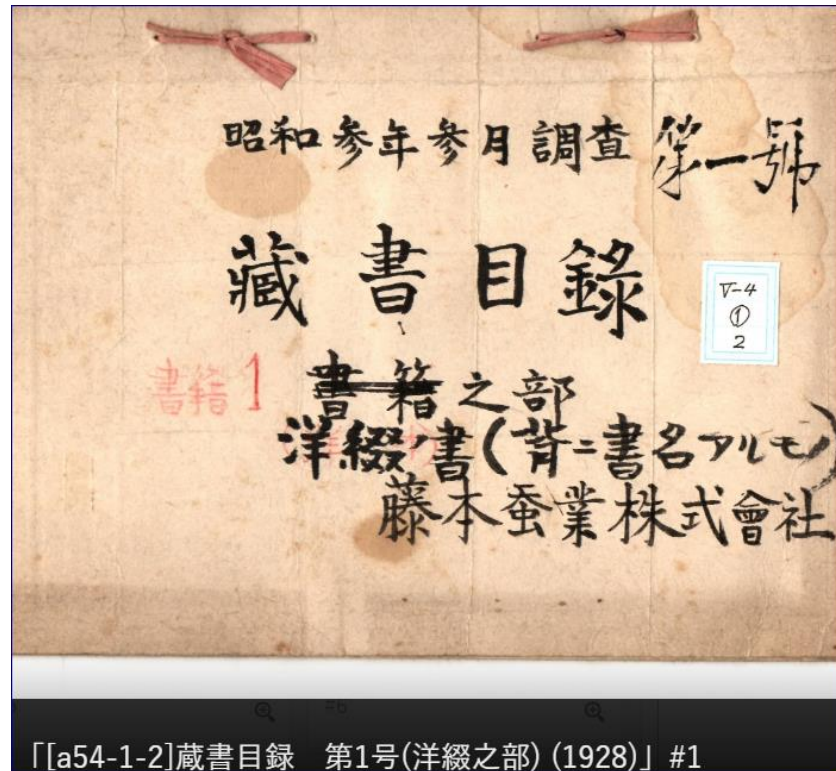 昭和参年参月調査 第一號
藏書目錄
▽-4
①
2
書籍1
書籍之部
洋綴ノ書(背ニ書名アルモノ)
藤本蚕業株式會社
「[a54-1-2]蔵書目録 第1号(洋綴之部) (1928)」 #1